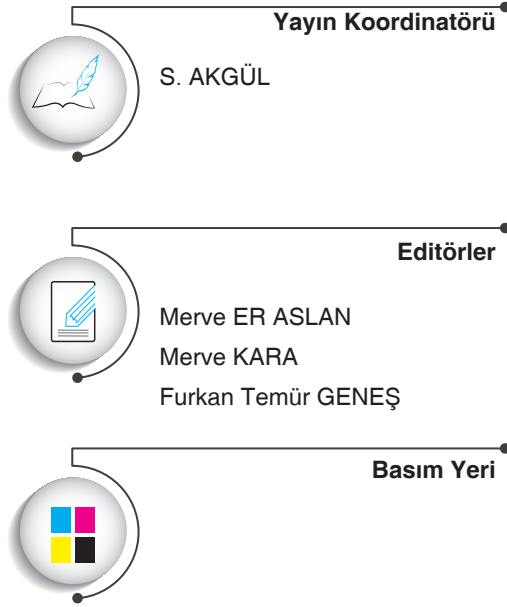 Yayın Koordinatörü
S. AKGÜL
Editörler
Merve ER ASLAN
Merve KARA
Furkan Temür GENEŞ
Basım Yeri